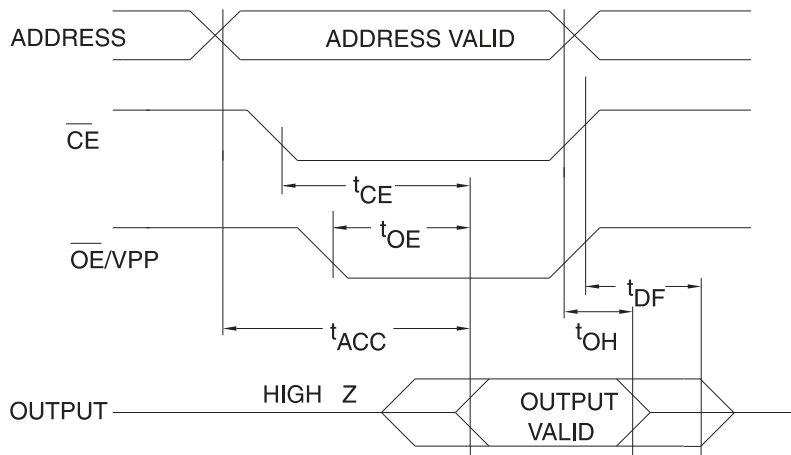 ADDRESS
ADDRESS VALID
CE
tCE
tOE
OE/VPP
tDF
tACC
tOH
HIGH Z
OUTPUT
OUTPUT
VALID